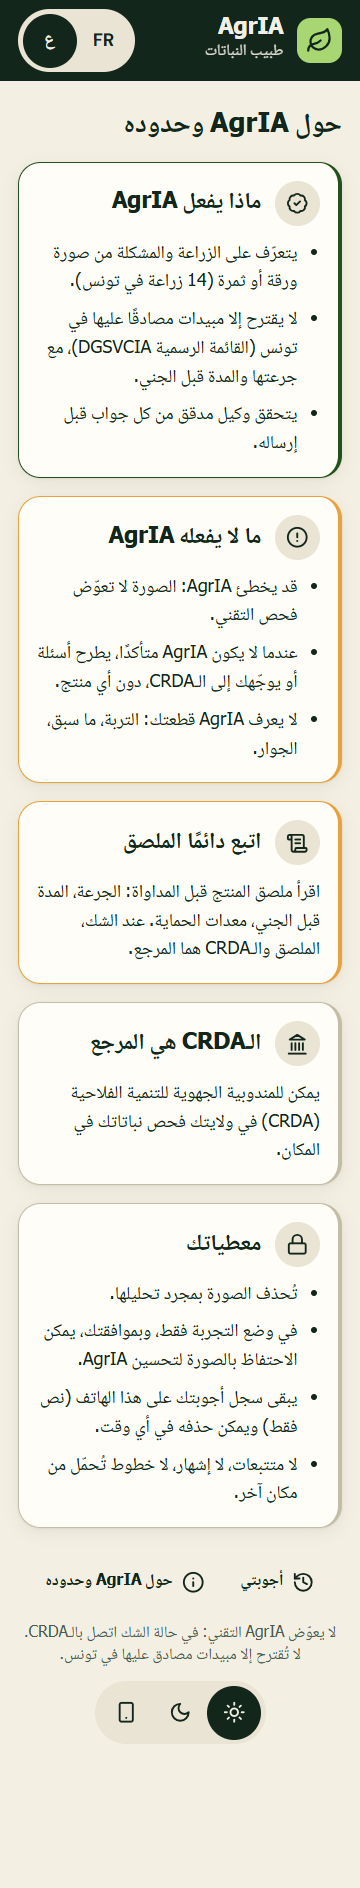 AgrIA
طبيب النباتات
FR
ع
حول AgrIA وحدوده
ماذا يفعل AgrIA
يتعرّف على الزراعة والمشكلة من صورة
ورقة أو ثمرة (14 زراعة في تونس).
لا يقترح إلا مبيدات مصادقًا عليها في
تونس (القائمة الرسمية DGSVCIA)، مع
جرعتها والمدة قبل الجني.
يتحقق وكيل مدقق من كل جواب قبل
إرساله.
ما لا يفعله AgrIA
قد يخطئ AgrIA: الصورة لا تعوّض
فحص التقني.
عندما لا يكون AgrIA متأكدًا، يطرح أسئلة
أو يوجّهك إلى الـCRDA، دون أي منتج.
لا يعرف AgrIA قطعتك: التربة، ما سبق،
الجوار.
اتبع دائمًا الملصق
اقرأ ملصق المنتج قبل المداواة: الجرعة، المدة
قبل الجني، معدات الحماية. عند الشك،
الملصق والـCRDA هما المرجع.
الـCRDA هي المرجع
يمكن للمندوبية الجهوية للتنمية الفلاحية
(CRDA) في ولايتك فحص نباتاتك في
المكان.
معطياتك
تُحذف الصورة بمجرد تحليلها.
في وضع التجربة فقط، وبموافقتك، يمكن
الاحتفاظ بالصورة لتحسين AgrIA.
يبقى سجل أجوبتي على هذا الهاتف (نص
فقط) ويمكن حذفه في أي وقت.
لا متتبعات، لا إشهار، لا خطوط تُحمّل من
مكان آخر.
أجوبتي
حول AgrIA وحدوده
لا يعوّض AgrIA التقني: في حالة الشك اتصل بالـCRDA.
لا تُقترح إلا مبيدات مصادق عليها في تونس.